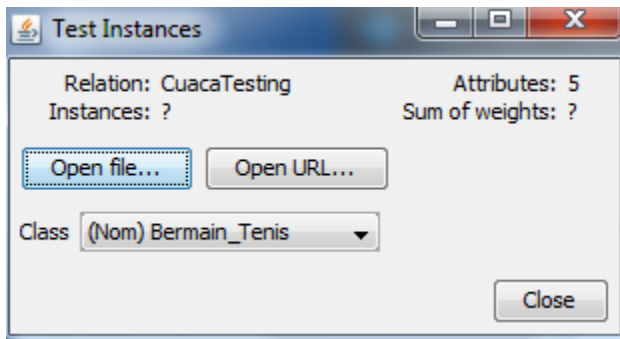 Test Instances
Relation: CuacaTesting Attributes: 5
Instances: ? Sum of weights: ?
Open file... Open URL...
Class (Nom) Bermain_Tenis
Close